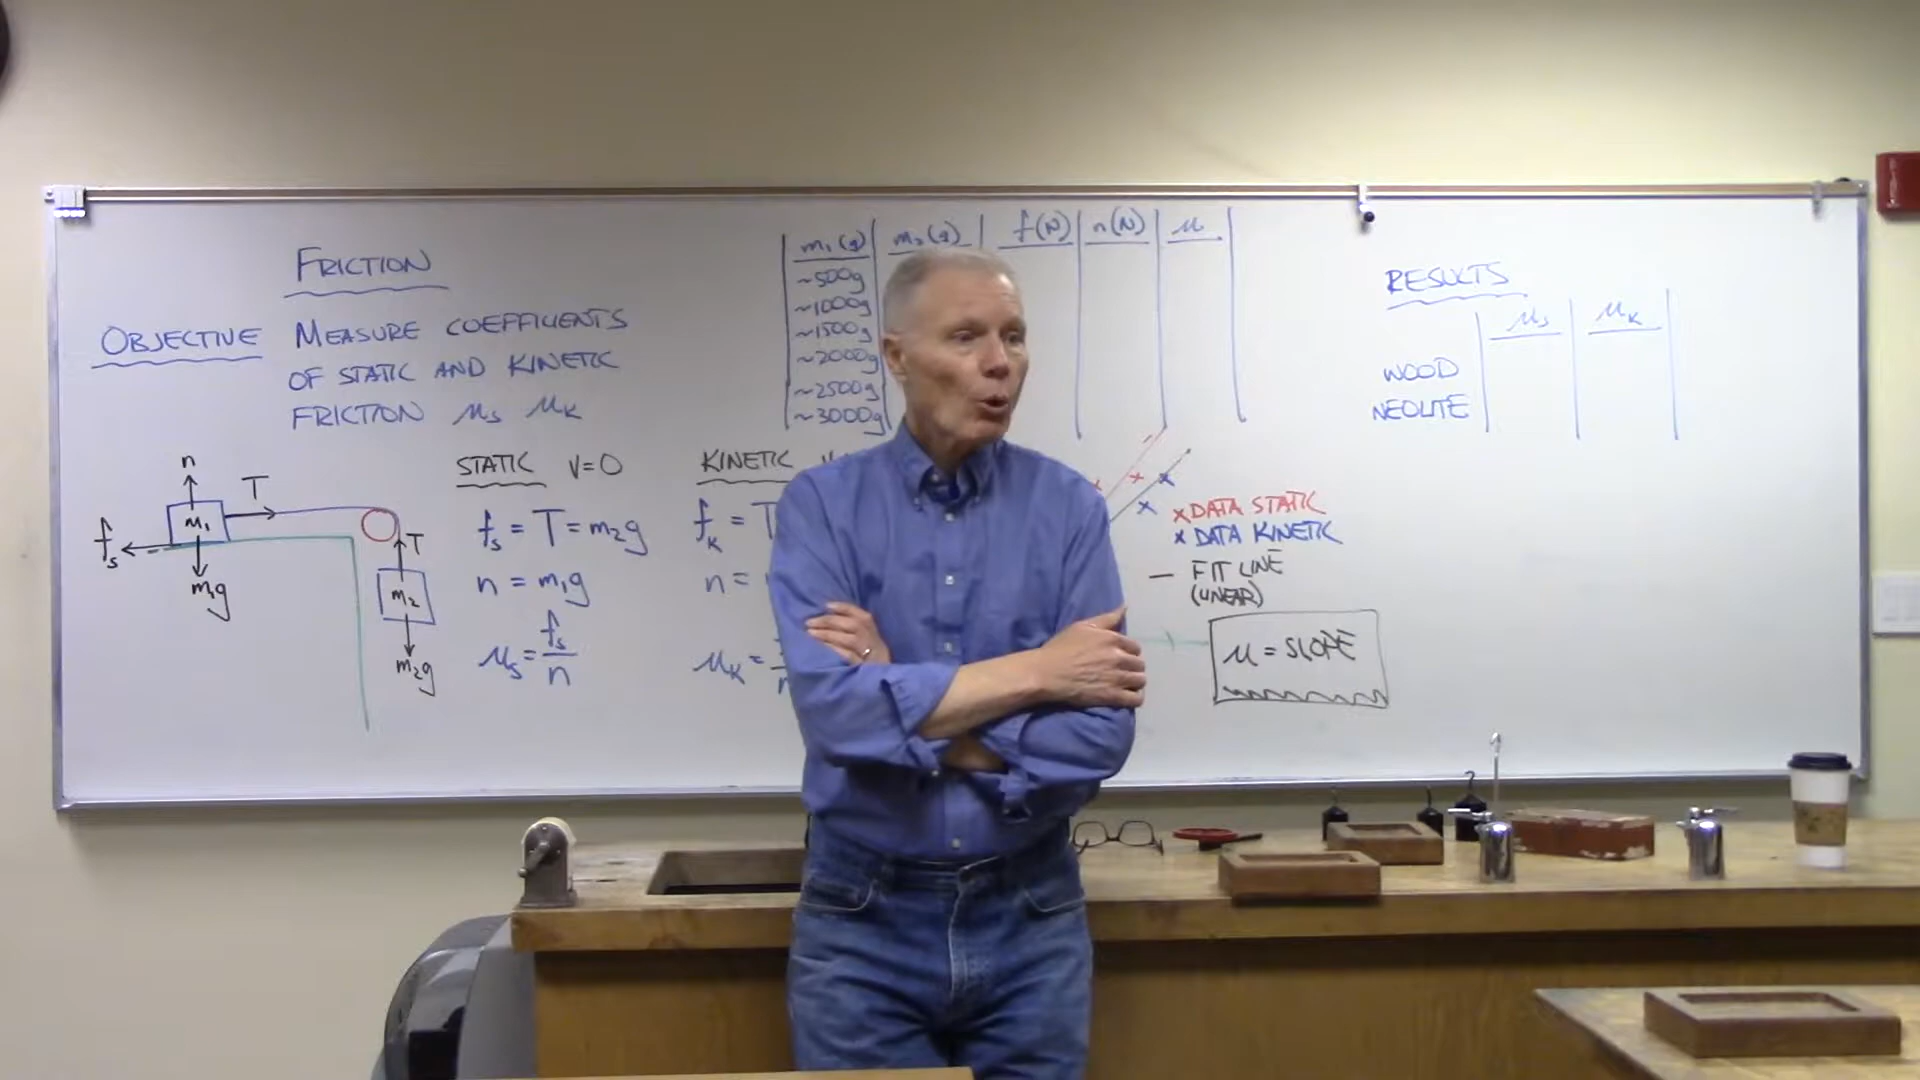 FRICTION
OBJECTIVE MEASURE COEFFICIENTS
OF STATIC AND KINETIC
FRICTION μs μK
n
T
m1
fs
m1g
T
m2
m2g
STATIC V=0
fs = T = m2g
n = m1g
μs = fs/n
KINETIC
fK = T
n =
μK =
m1(g) m2(g) f(N) n(N) μ
~500g
~1000g
~1500g
~2000g
~2500g
~3000g
x DATA STATIC
x DATA KINETIC
— FIT LINE
(LINEAR)
μ = SLOPE
RESULTS
μs μK
WOOD
NEOLITE